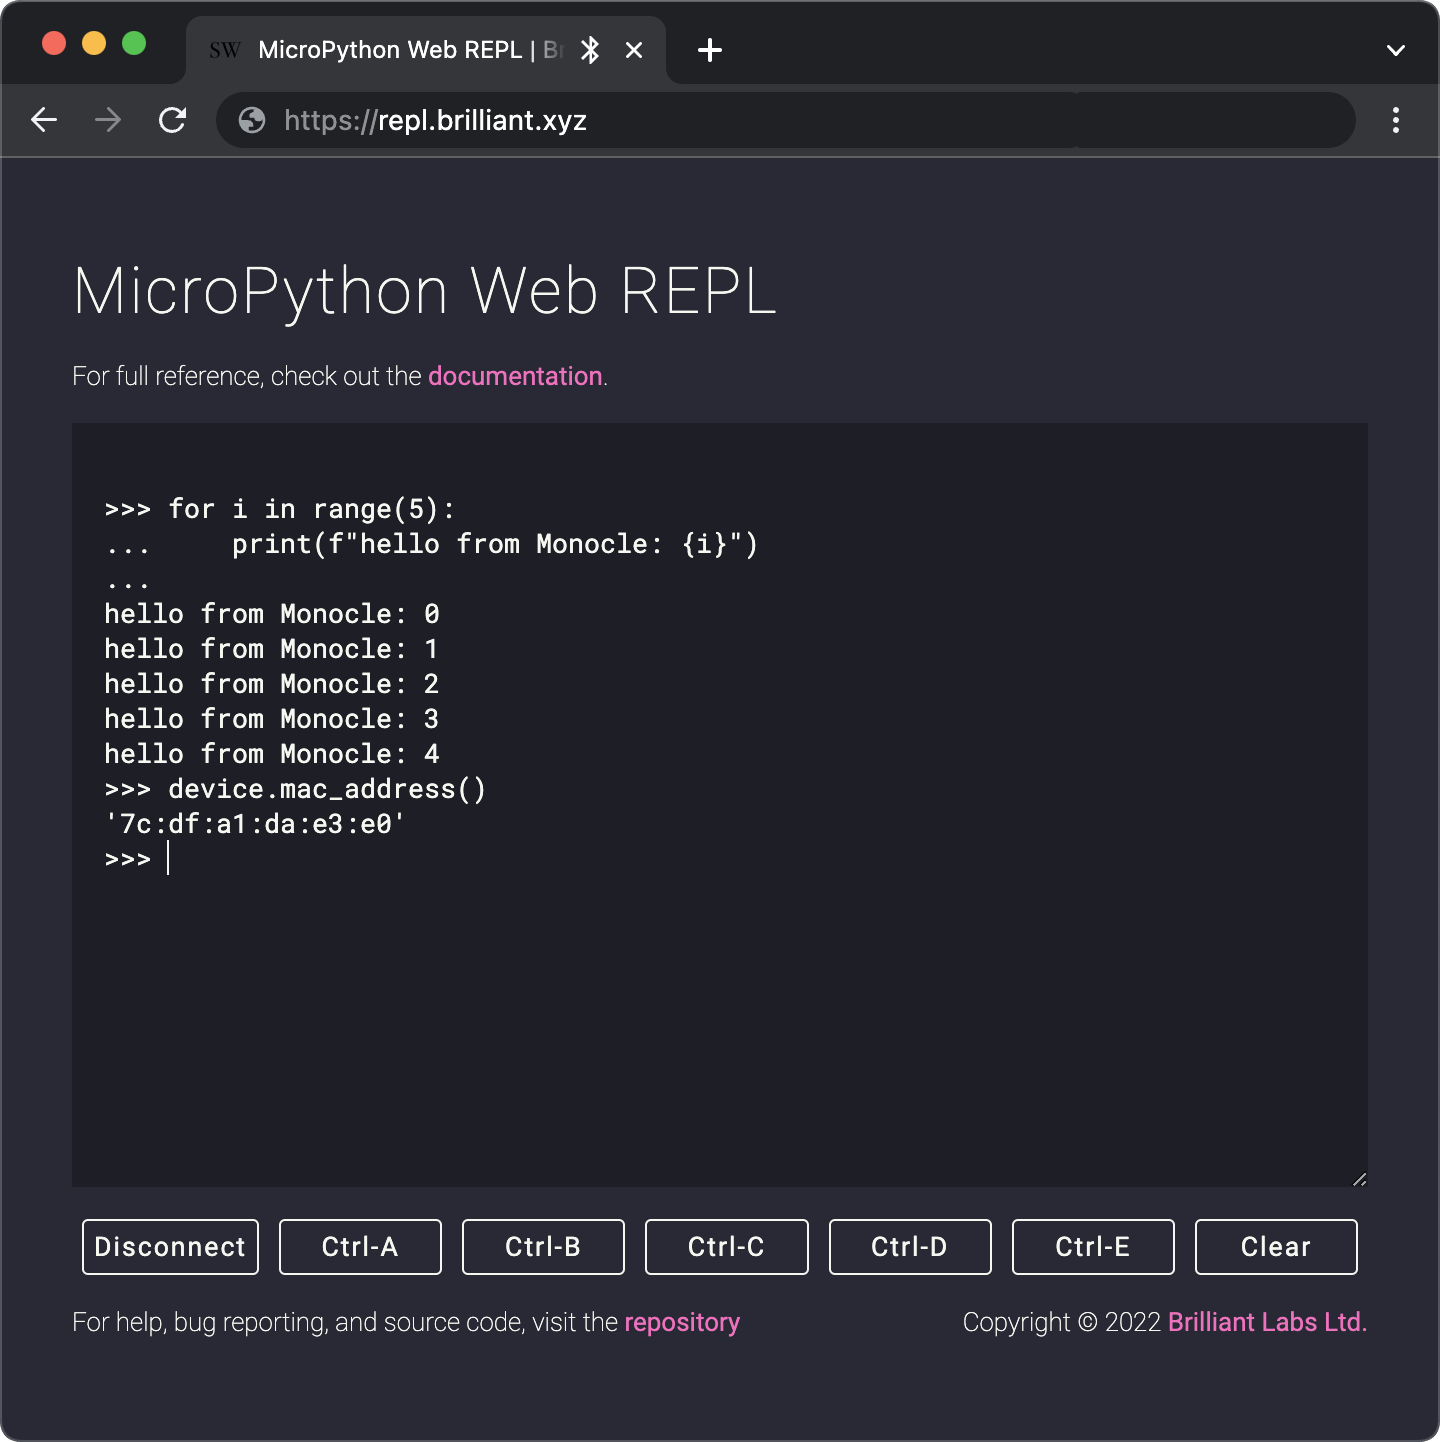 SW MicroPython Web REPL | Br
https://repl.brilliant.xyz
MicroPython Web REPL
For full reference, check out the documentation.
>>> for i in range(5):
...     print(f"hello from Monocle: {i}")
...
hello from Monocle: 0
hello from Monocle: 1
hello from Monocle: 2
hello from Monocle: 3
hello from Monocle: 4
>>> device.mac_address()
'7c:df:a1:da:e3:e0'
>>>
Disconnect Ctrl-A Ctrl-B Ctrl-C Ctrl-D Ctrl-E Clear
For help, bug reporting, and source code, visit the repository Copyright © 2022 Brilliant Labs Ltd.